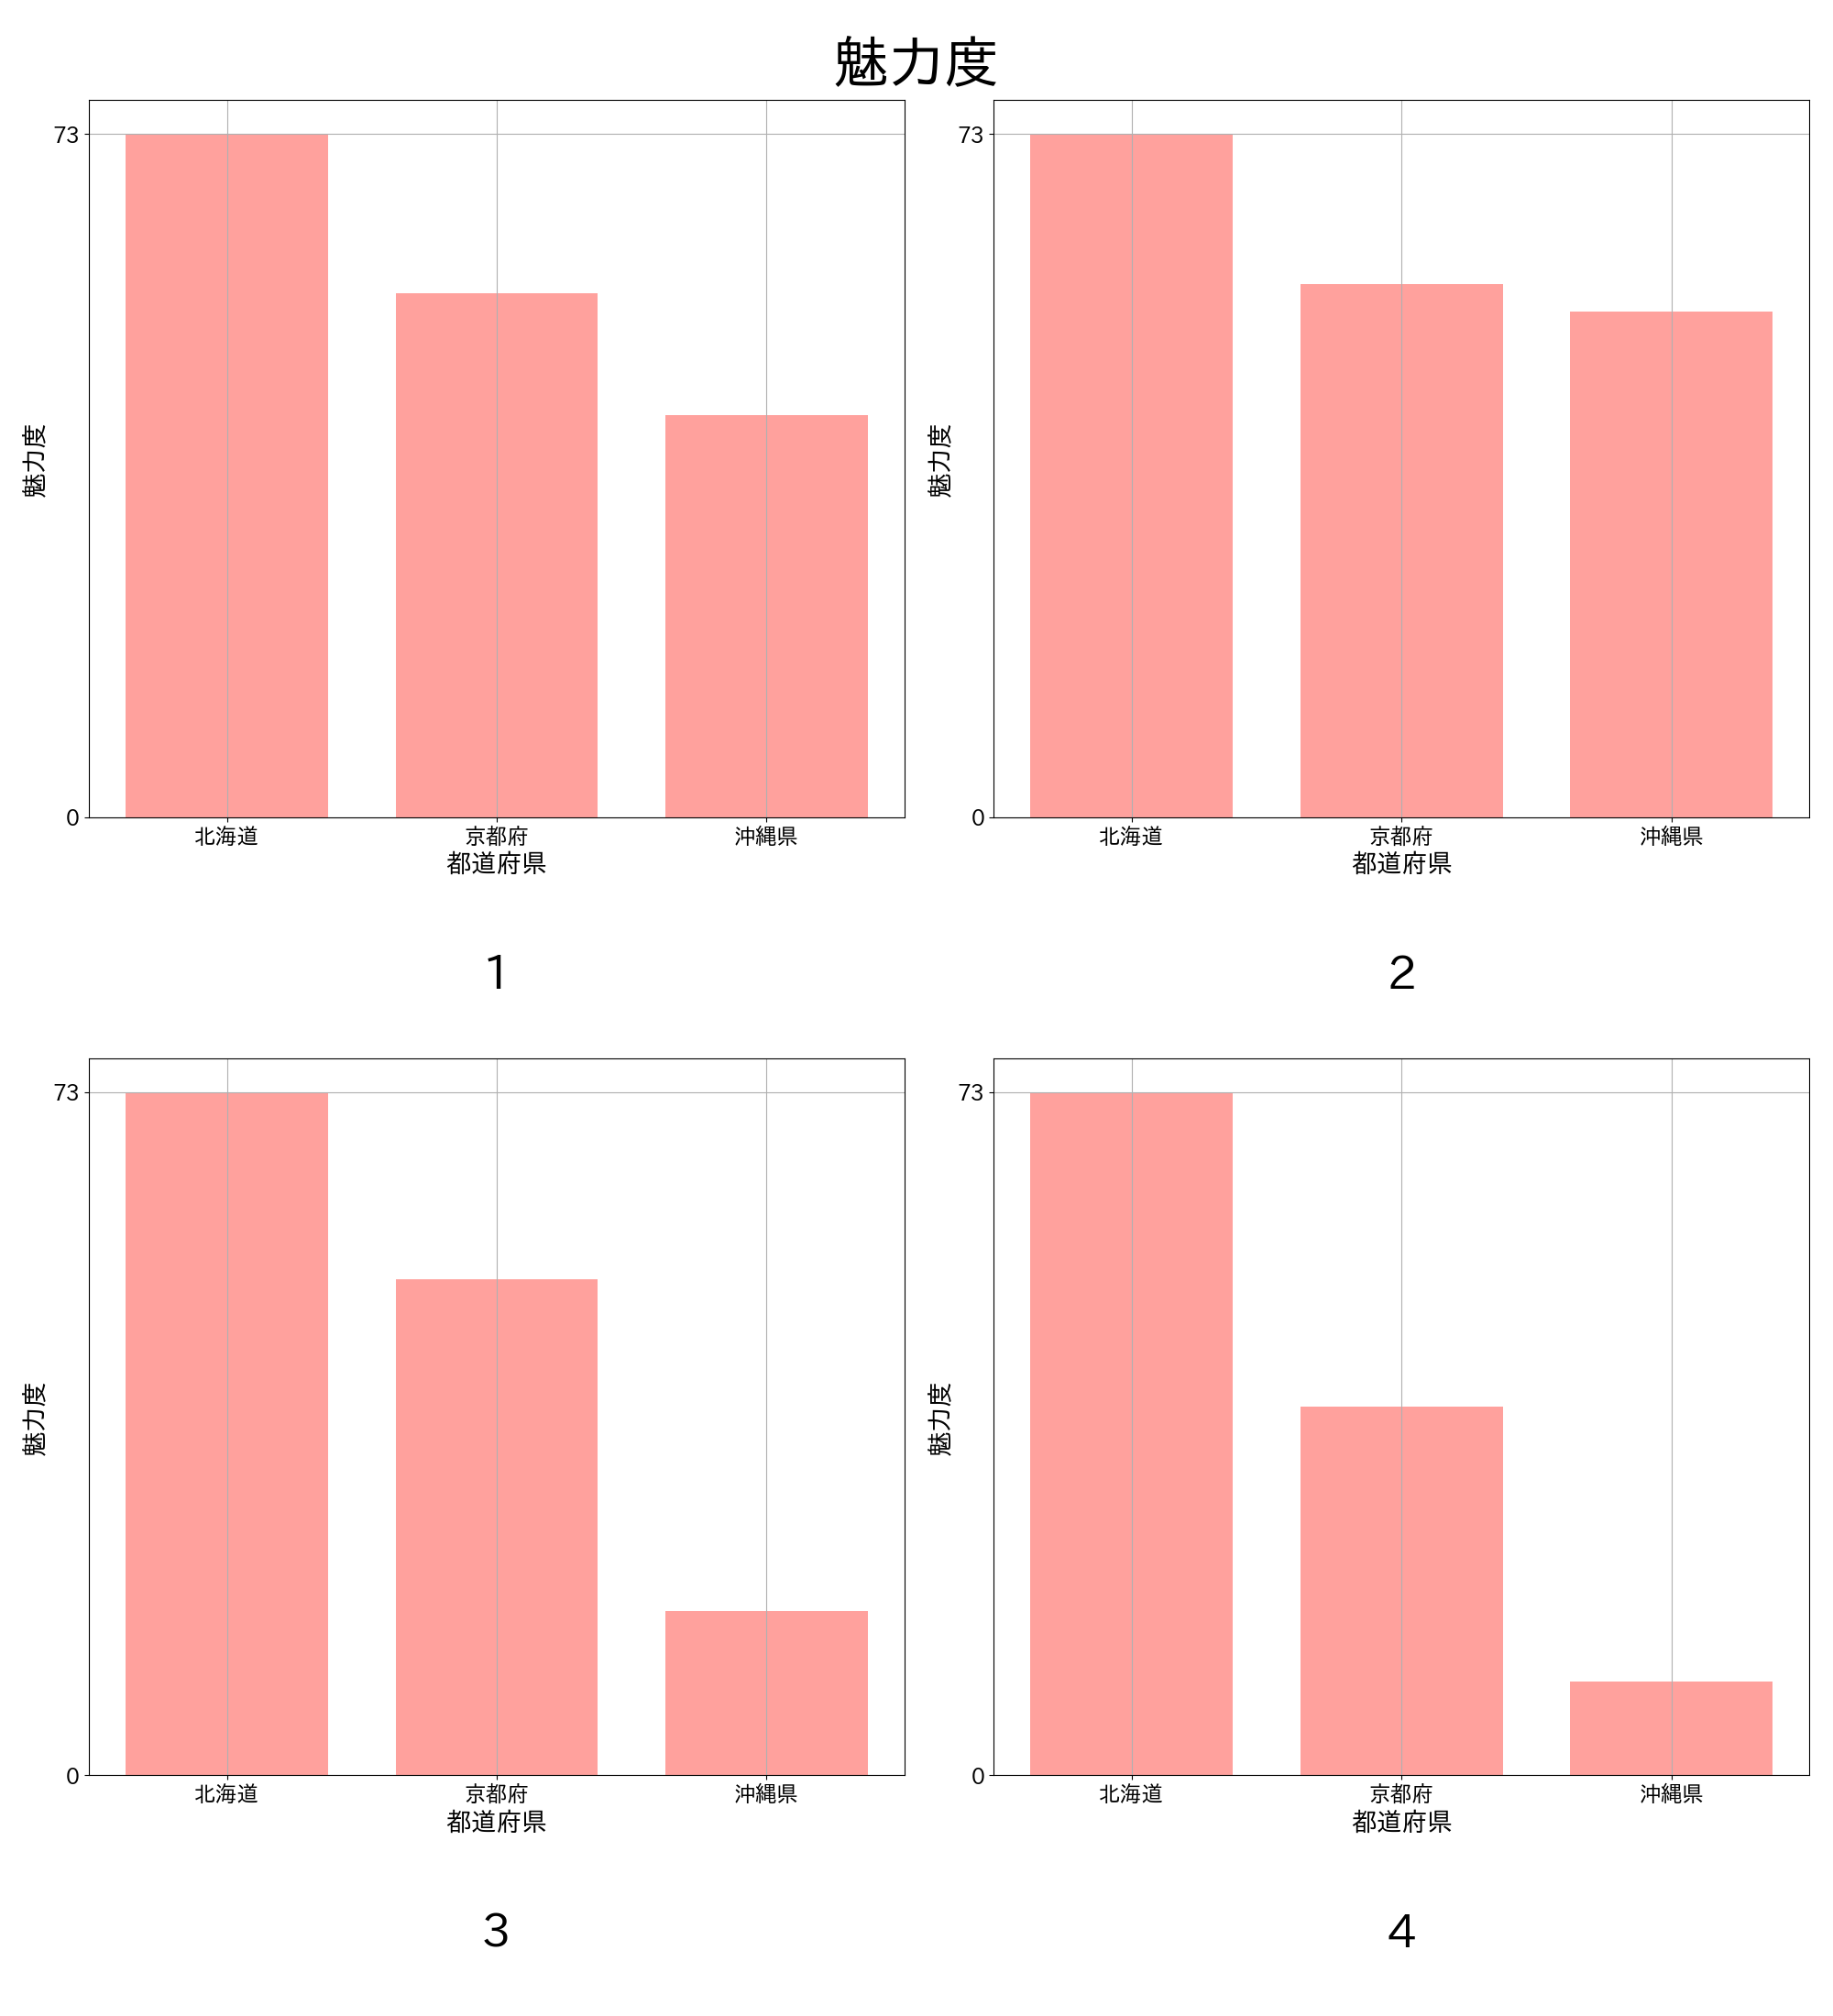 魅力度
73
魅力度
0
北海道 京都府 沖縄県
都道府県
1
73
魅力度
0
北海道 京都府 沖縄県
都道府県
2
73
魅力度
0
北海道 京都府 沖縄県
都道府県
3
73
魅力度
0
北海道 京都府 沖縄県
都道府県
4